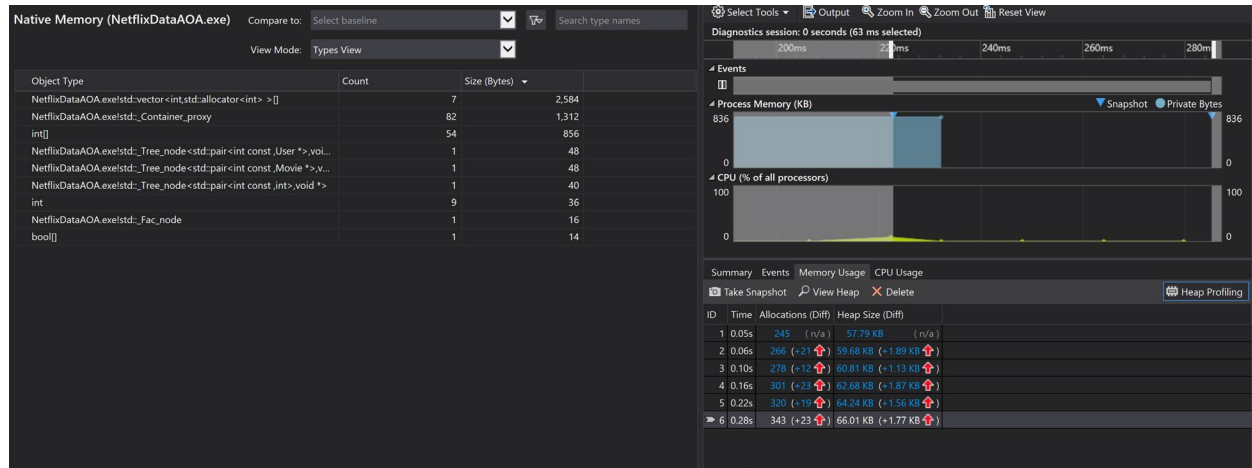 Native Memory (NetflixDataAOA.exe) Compare to: Select baseline Search type names
View Mode: Types View
Object Type Count Size (Bytes)
NetflixDataAOA.exe!std::vector<int,std::allocator<int> >[] 7 2,584
NetflixDataAOA.exe!std::_Container_proxy 82 1,312
int[] 54 856
NetflixDataAOA.exe!std::_Tree_node<std::pair<int const ,User *>,voi... 1 48
NetflixDataAOA.exe!std::_Tree_node<std::pair<int const ,Movie *>,v... 1 48
NetflixDataAOA.exe!std::_Tree_node<std::pair<int const ,int>,void *> 1 40
int 9 36
NetflixDataAOA.exe!std::_Fac_node 1 16
bool[] 1 14
Select Tools Output Zoom In Zoom Out Reset View
Diagnostics session: 0 seconds (63 ms selected)
200ms 220ms 240ms 260ms 280m
Events
Process Memory (KB) Snapshot Private Bytes
836 836
0 0
CPU (% of all processors)
100 100
0 0
Summary Events Memory Usage CPU Usage
Take Snapshot View Heap Delete Heap Profiling
ID Time Allocations (Diff) Heap Size (Diff)
1 0.05s 245 (n/a) 57.79 KB (n/a)
2 0.06s 266 (+21) 59.68 KB (+1.89 KB)
3 0.10s 278 (+12) 60.81 KB (+1.13 KB)
4 0.16s 301 (+23) 62.68 KB (+1.87 KB)
5 0.22s 320 (+19) 64.24 KB (+1.56 KB)
6 0.28s 343 (+23) 66.01 KB (+1.77 KB)